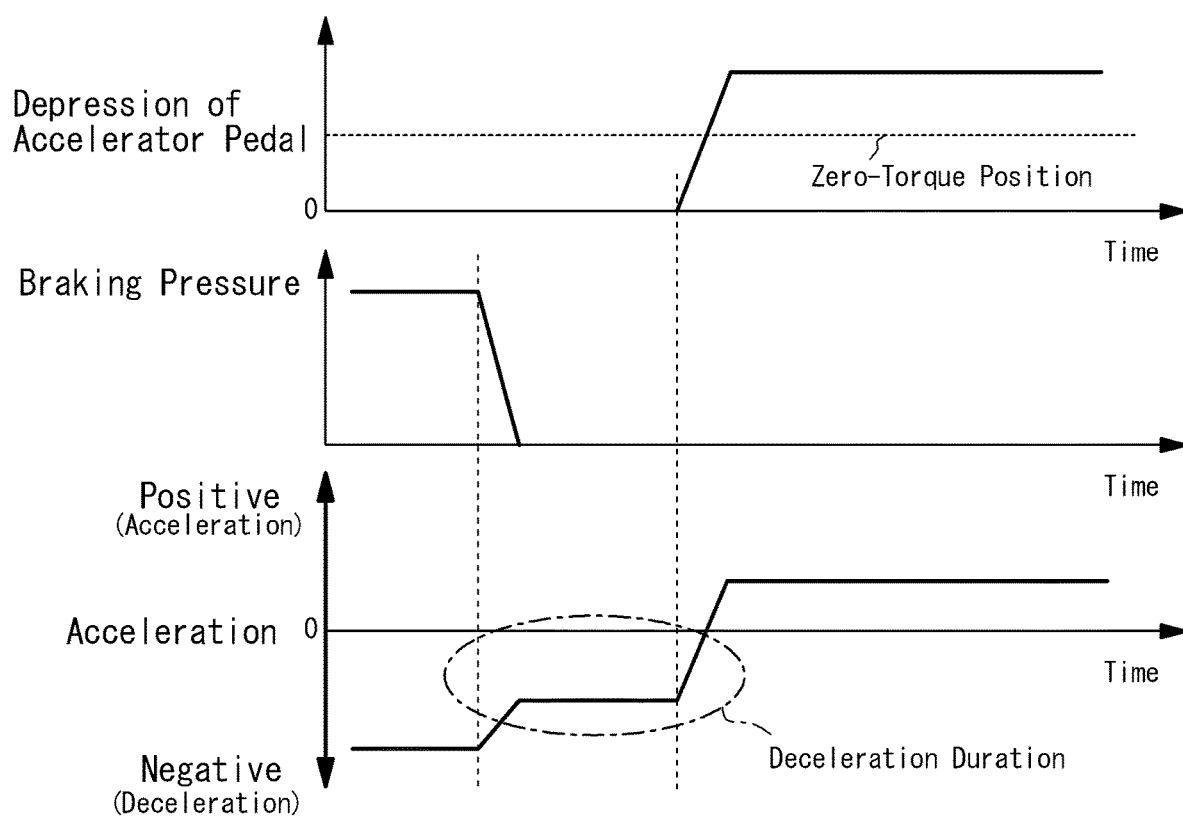 Depression of
Accelerator Pedal
Zero-Torque Position
0
Time
Braking Pressure
Time
Positive
(Acceleration)
Acceleration 0
Time
Deceleration Duration
Negative
(Deceleration)